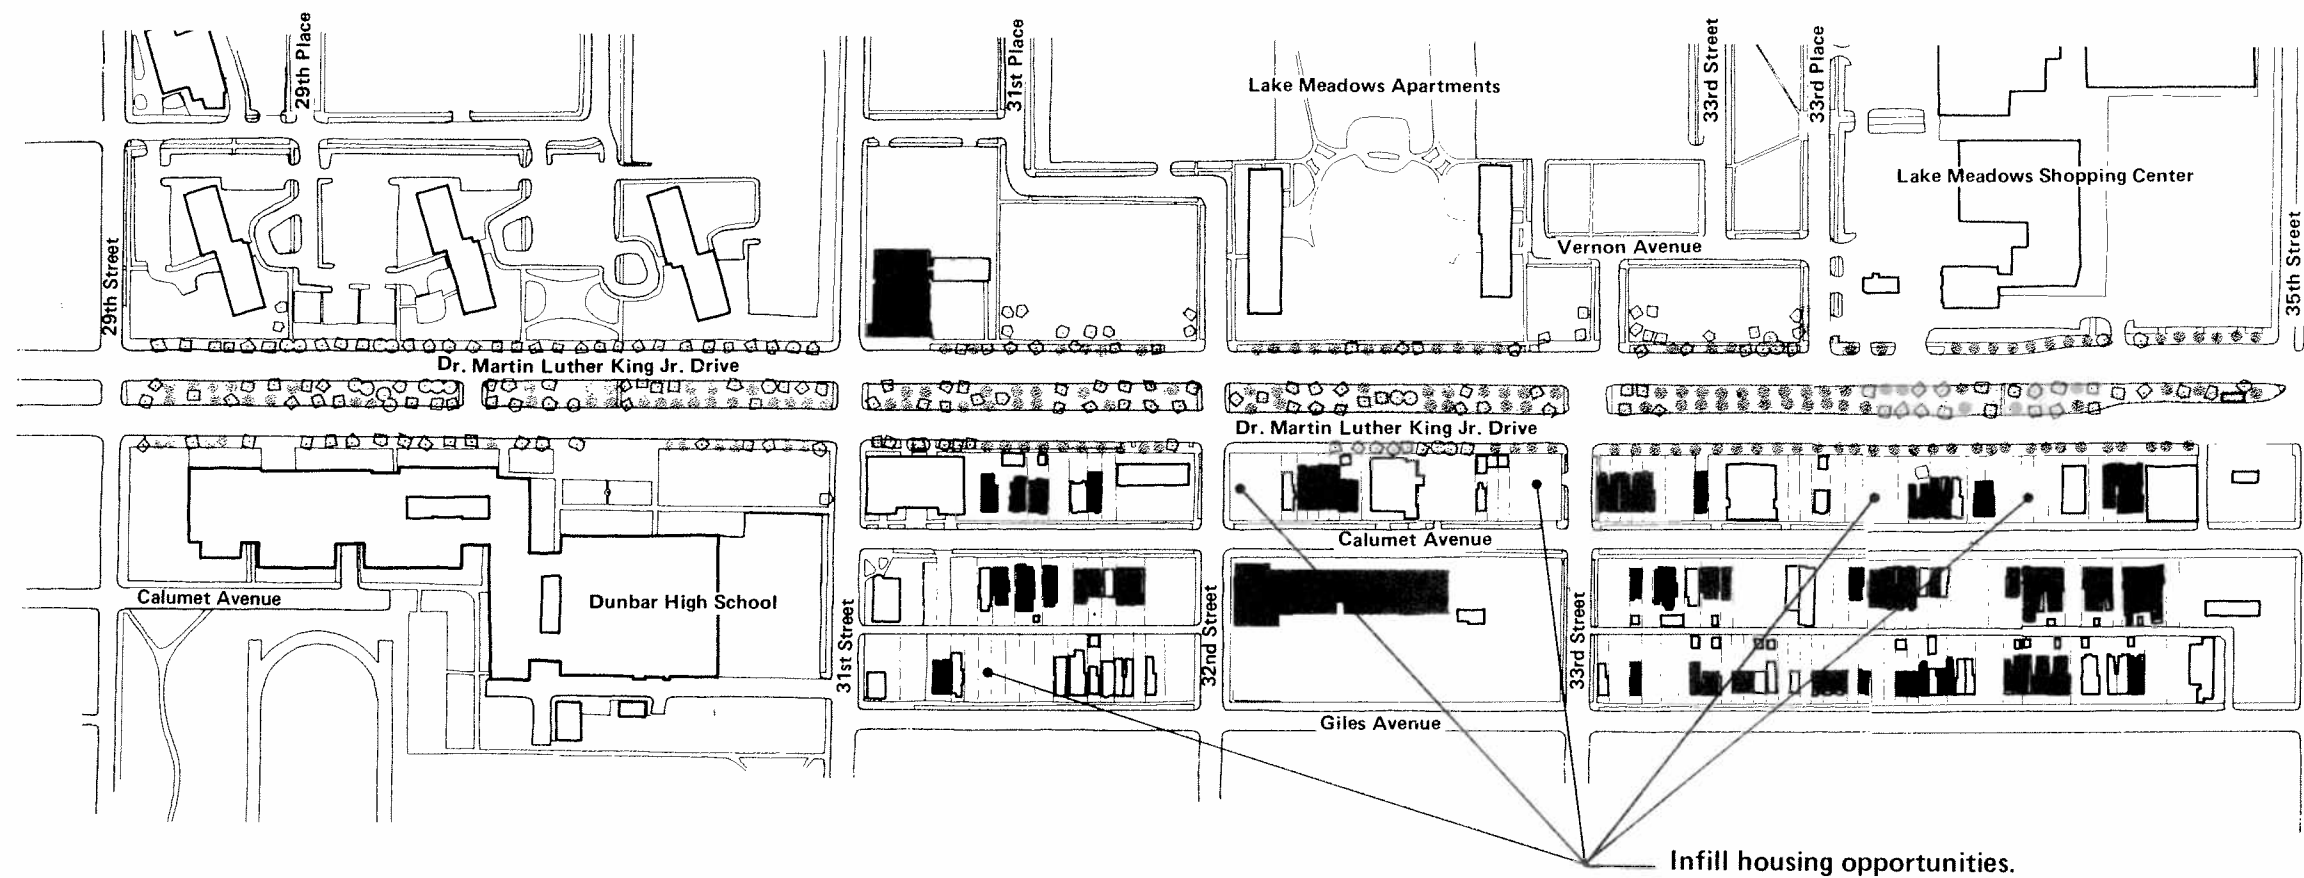 29th Place
31st Place
33rd Street
33rd Place
Lake Meadows Apartments
Lake Meadows Shopping Center
Vernon Avenue
29th Street
35th Street
Dr. Martin Luther King Jr. Drive
Dr. Martin Luther King Jr. Drive
Calumet Avenue
Calumet Avenue
Dunbar High School
31st Street
32nd Street
33rd Street
Giles Avenue
Infill housing opportunities.